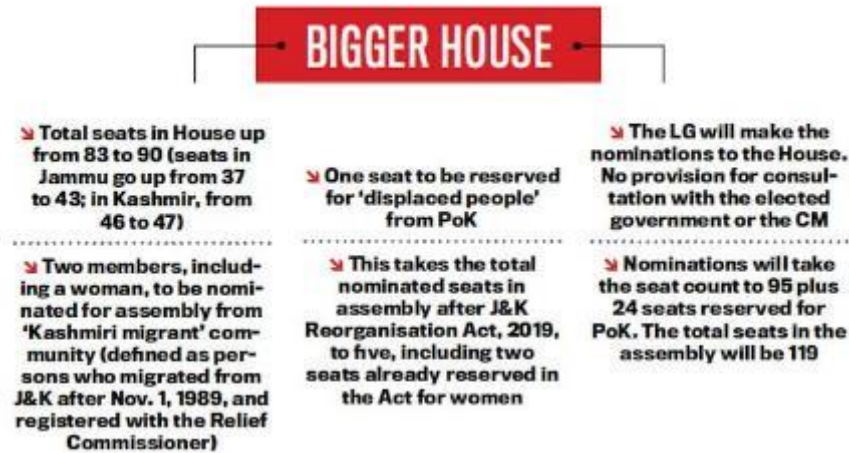 BIGGER HOUSE
↘ Total seats in House up
from 83 to 90 (seats in
Jammu go up from 37
to 43; in Kashmir, from
46 to 47)
↘ Two members, includ-
ing a woman, to be nomi-
nated for assembly from
‘Kashmiri migrant’ com-
munity (defined as per-
sons who migrated from
J&K after Nov. 1, 1989, and
registered with the Relief
Commissioner)
↘ One seat to be reserved
for ‘displaced people’
from PoK
↘ This takes the total
nominated seats in
assembly after J&K
Reorganisation Act, 2019,
to five, including two
seats already reserved in
the Act for women
↘ The LG will make the
nominations to the House.
No provision for consul-
tation with the elected
government or the CM
↘ Nominations will take
the seat count to 95 plus
24 seats reserved for
PoK. The total seats in the
assembly will be 119